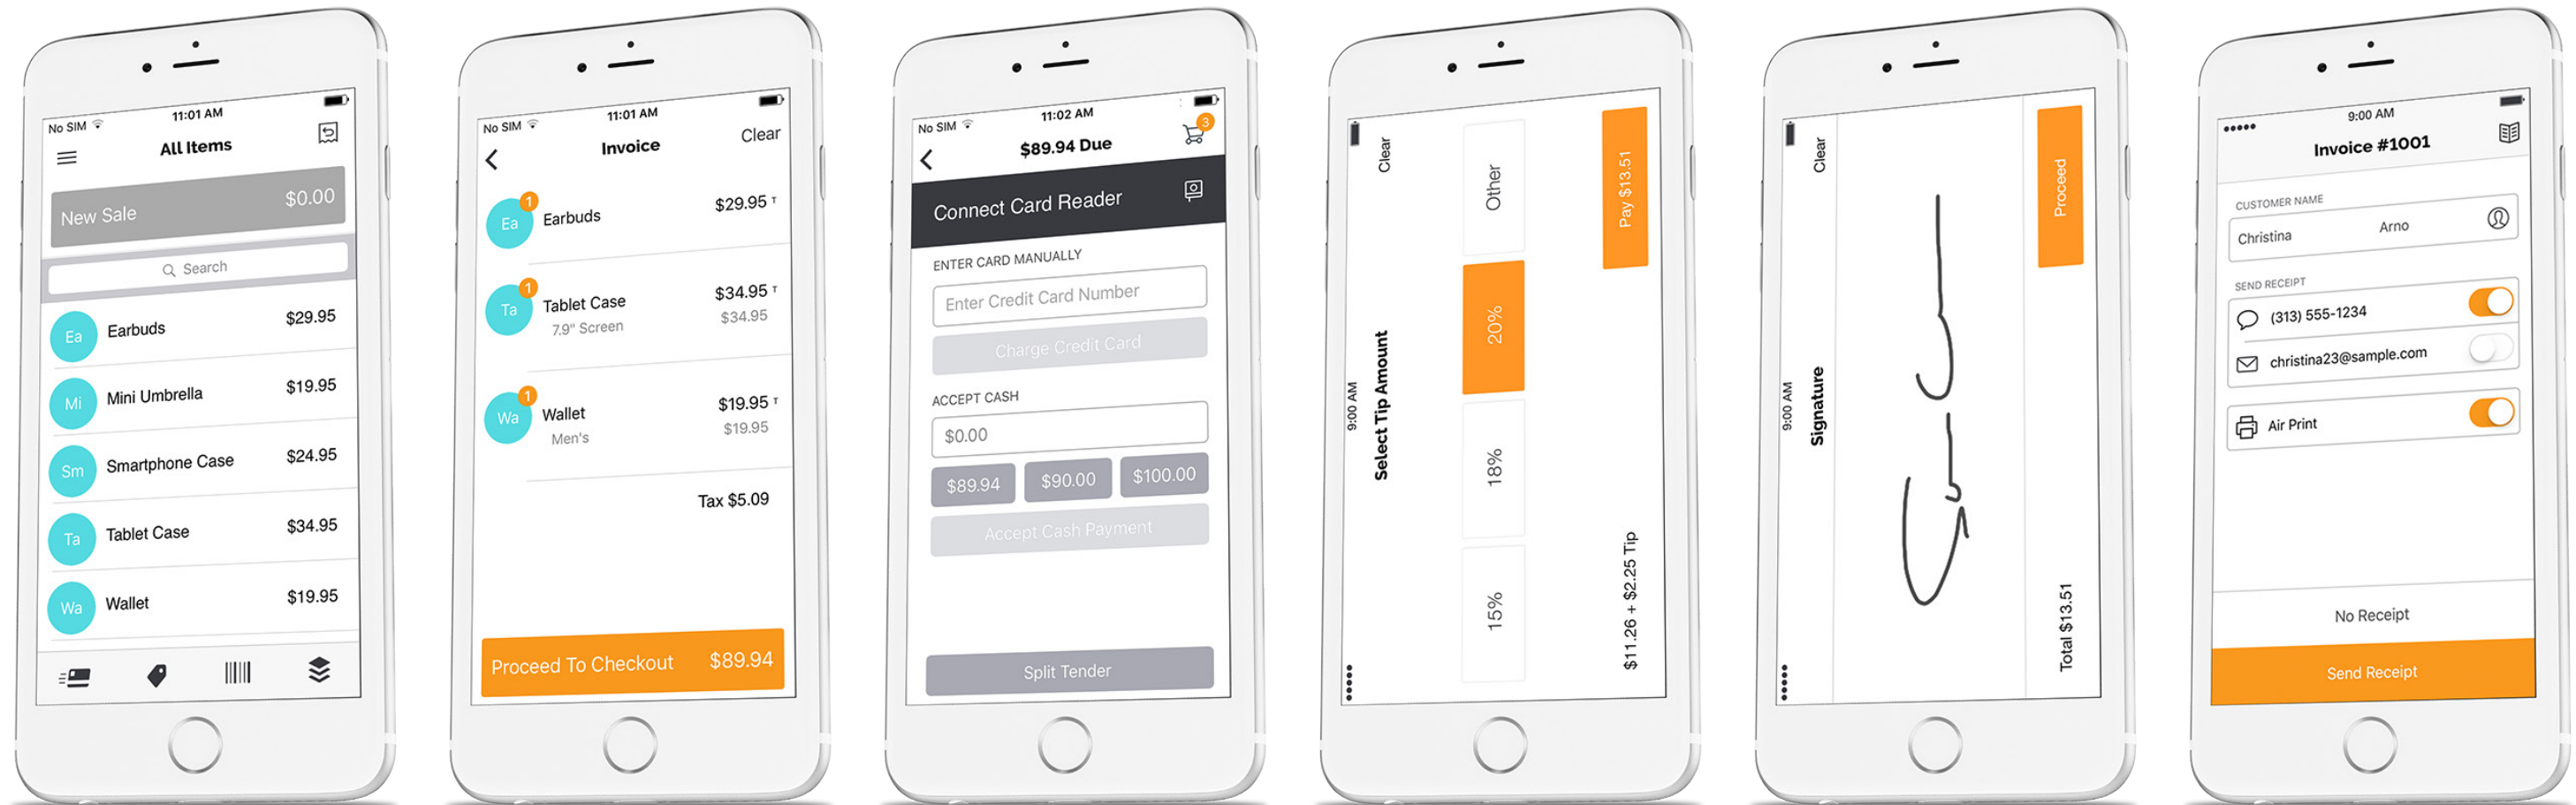 No SIM 11:01 AM
All Items
New Sale $0.00
Search
Ea Earbuds $29.95
Mi Mini Umbrella $19.95
Sm Smartphone Case $24.95
Ta Tablet Case $34.95
Wa Wallet $19.95
No SIM 11:01 AM
Invoice Clear
Ea 1 Earbuds $29.95 T
Ta 1 Tablet Case $34.95 T
7.9" Screen $34.95
Wa 1 Wallet $19.95 T
Men's $19.95
Tax $5.09
Proceed To Checkout $89.94
No SIM 11:02 AM
$89.94 Due 3
Connect Card Reader
ENTER CARD MANUALLY
Enter Credit Card Number
Charge Credit Card
ACCEPT CASH
$0.00
$89.94 $90.00 $100.00
Accept Cash Payment
Split Tender
9:00 AM
Select Tip Amount Clear
15% 18% 20% Other
$11.26 + $2.25 Tip Pay $13.51
9:00 AM
Signature Clear
Total $13.51 Proceed
9:00 AM
Invoice #1001
CUSTOMER NAME
Christina Arno
SEND RECEIPT
(313) 555-1234
christina23@sample.com
Air Print
No Receipt
Send Receipt